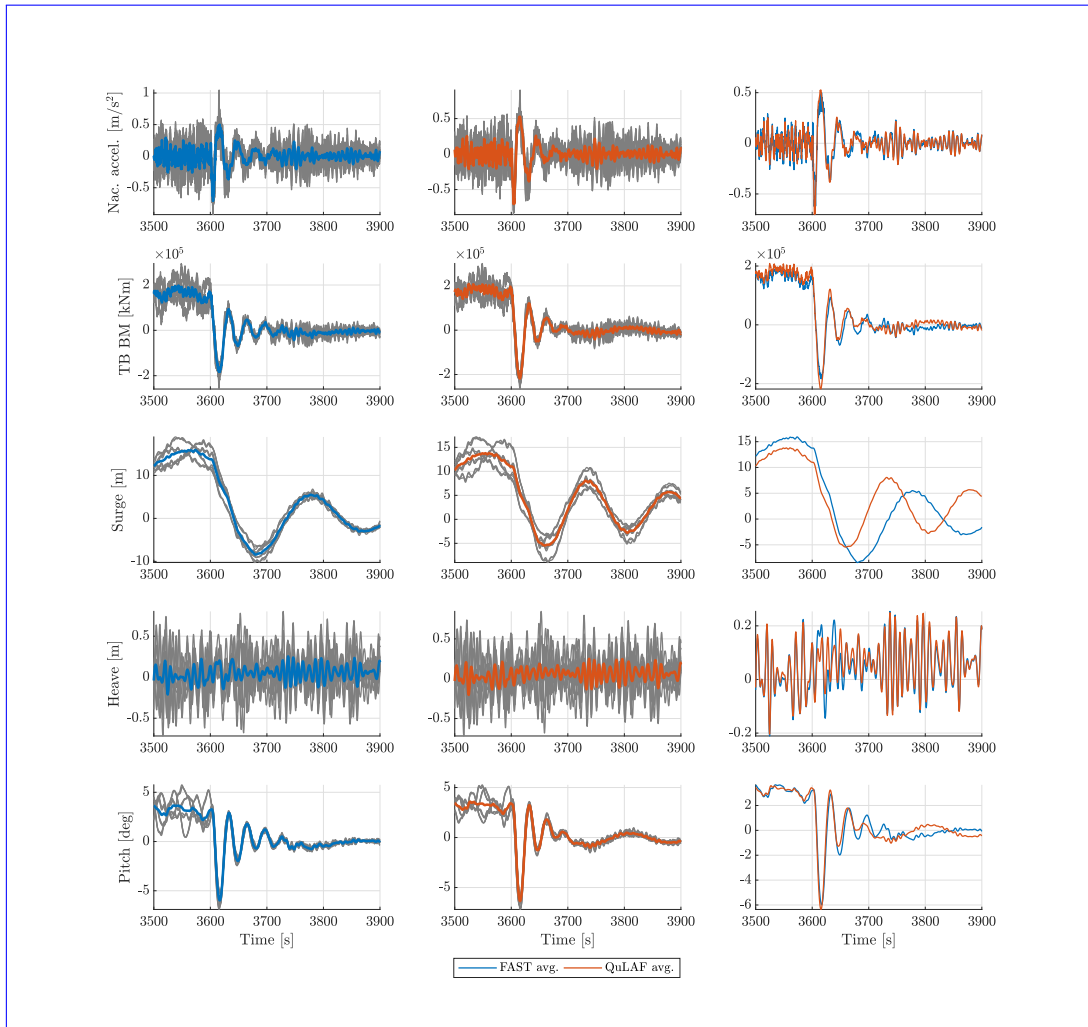 Nac. accel. [m/s²]
1
0.5
0
-0.5
3500 3600 3700 3800 3900
0.5
0
-0.5
3500 3600 3700 3800 3900
0.5
0
-0.5
3500 3600 3700 3800 3900
TB BM [kNm]
×10⁵
2
0
-2
3500 3600 3700 3800 3900
×10⁵
2
0
-2
3500 3600 3700 3800 3900
×10⁵
2
0
-2
3500 3600 3700 3800 3900
Surge [m]
10
0
-10
3500 3600 3700 3800 3900
15
10
5
0
-5
3500 3600 3700 3800 3900
15
10
5
0
-5
3500 3600 3700 3800 3900
Heave [m]
0.5
0
-0.5
3500 3600 3700 3800 3900
0.5
0
-0.5
3500 3600 3700 3800 3900
0.2
0
-0.2
3500 3600 3700 3800 3900
Pitch [deg]
5
0
-5
3500 3600 3700 3800 3900
Time [s]
5
0
-5
3500 3600 3700 3800 3900
2
0
-2
-4
-6
3500 3600 3700 3800 3900
Time [s]
FAST avg. QuLAF avg.